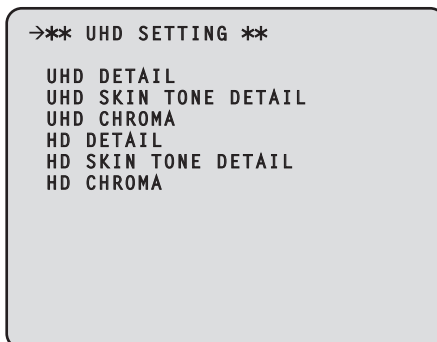 →** UHD SETTING **
UHD DETAIL
UHD SKIN TONE DETAIL
UHD CHROMA
HD DETAIL
HD SKIN TONE DETAIL
HD CHROMA